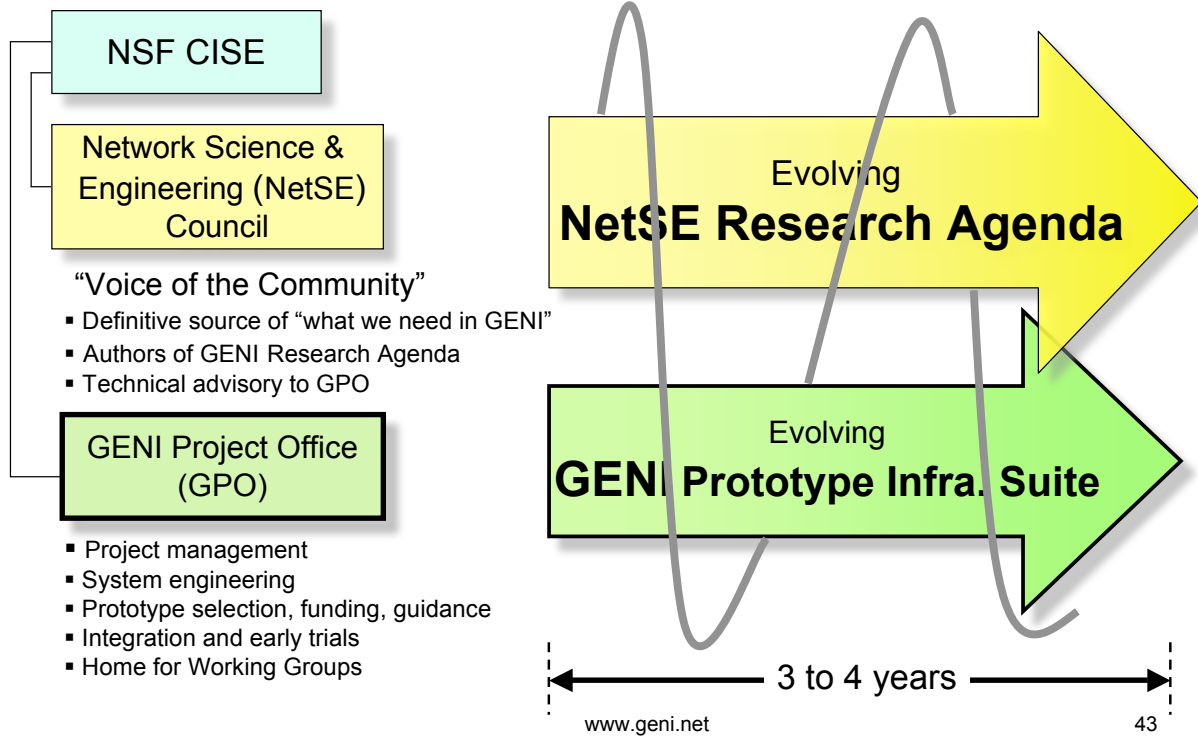 NSF CISE
Network Science &
Engineering (NetSE)
Council
“Voice of the Community”
▪ Definitive source of “what we need in GENI”
▪ Authors of GENI Research Agenda
▪ Technical advisory to GPO
GENI Project Office
(GPO)
▪ Project management
▪ System engineering
▪ Prototype selection, funding, guidance
▪ Integration and early trials
▪ Home for Working Groups
Evolving
NetSE Research Agenda
Evolving
GENI Prototype Infra. Suite
3 to 4 years
www.geni.net
43